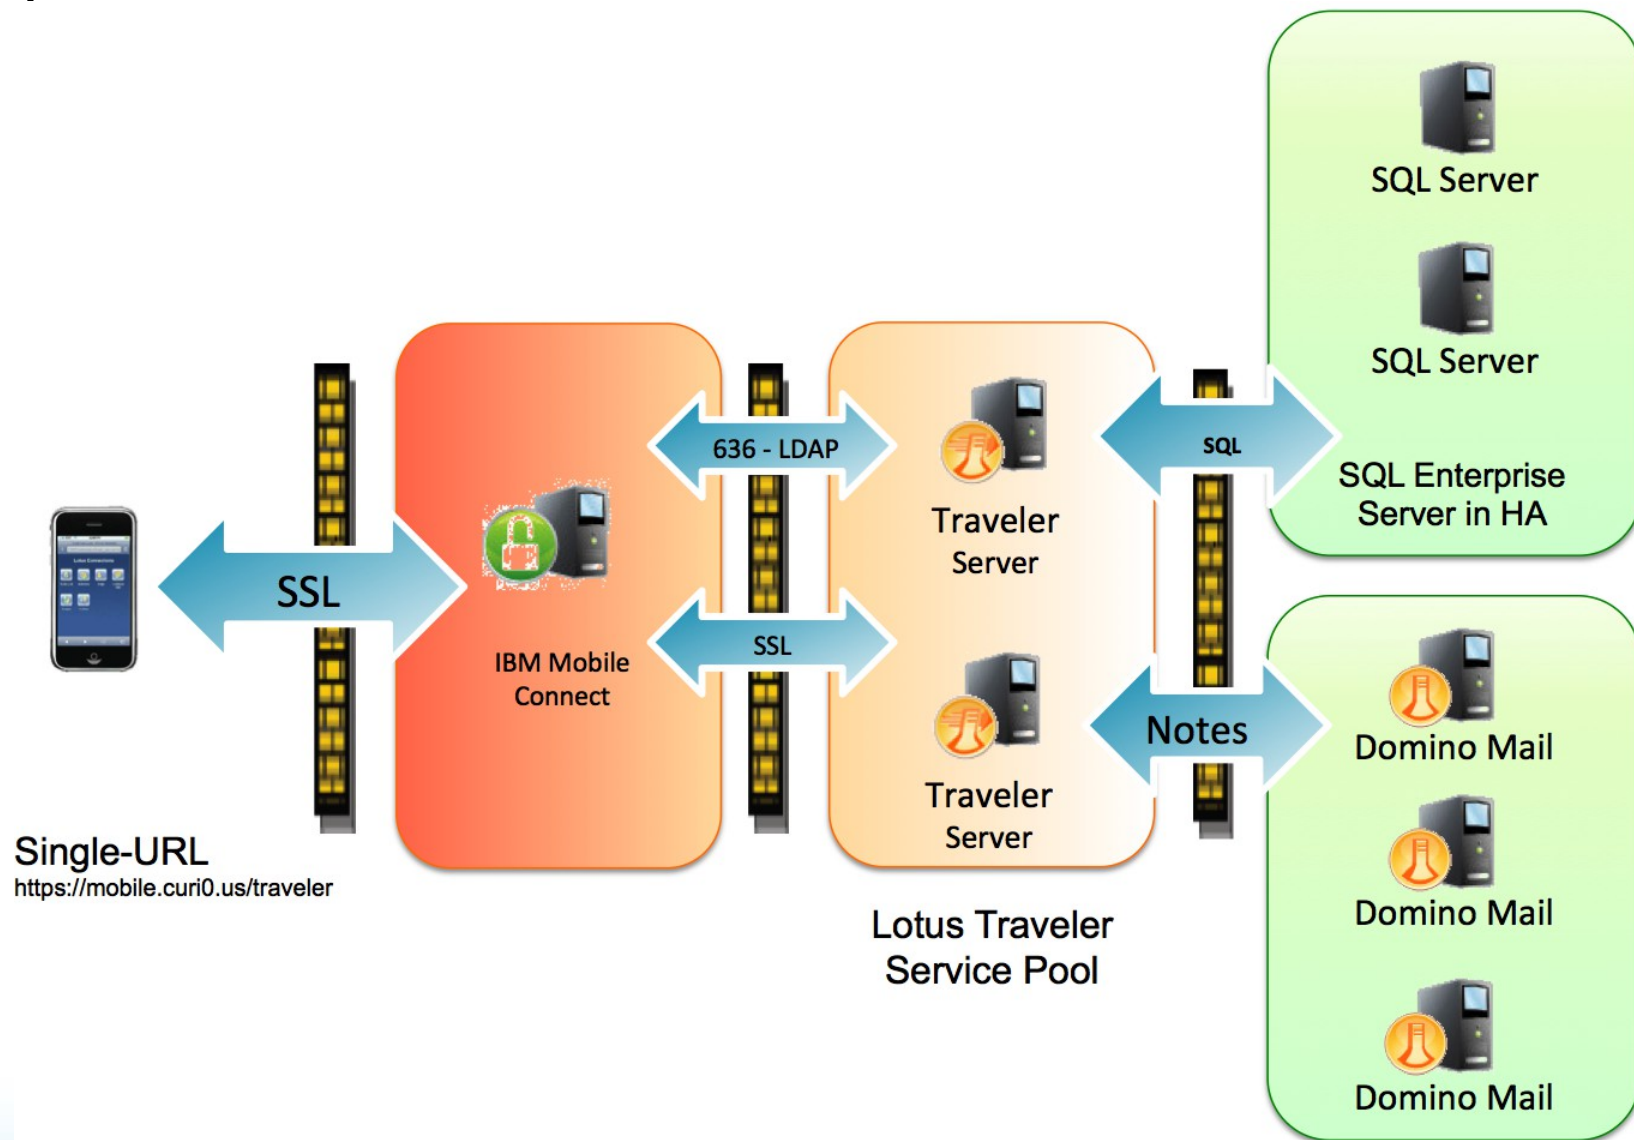 SQL Server
SQL Server
SQL Enterprise
Server in HA
636 - LDAP
SQL
Traveler
Server
SSL
IBM Mobile
Connect
SSL
Traveler
Server
Notes
Domino Mail
Domino Mail
Domino Mail
Single-URL
https://mobile.curi0.us/traveler
Lotus Traveler
Service Pool